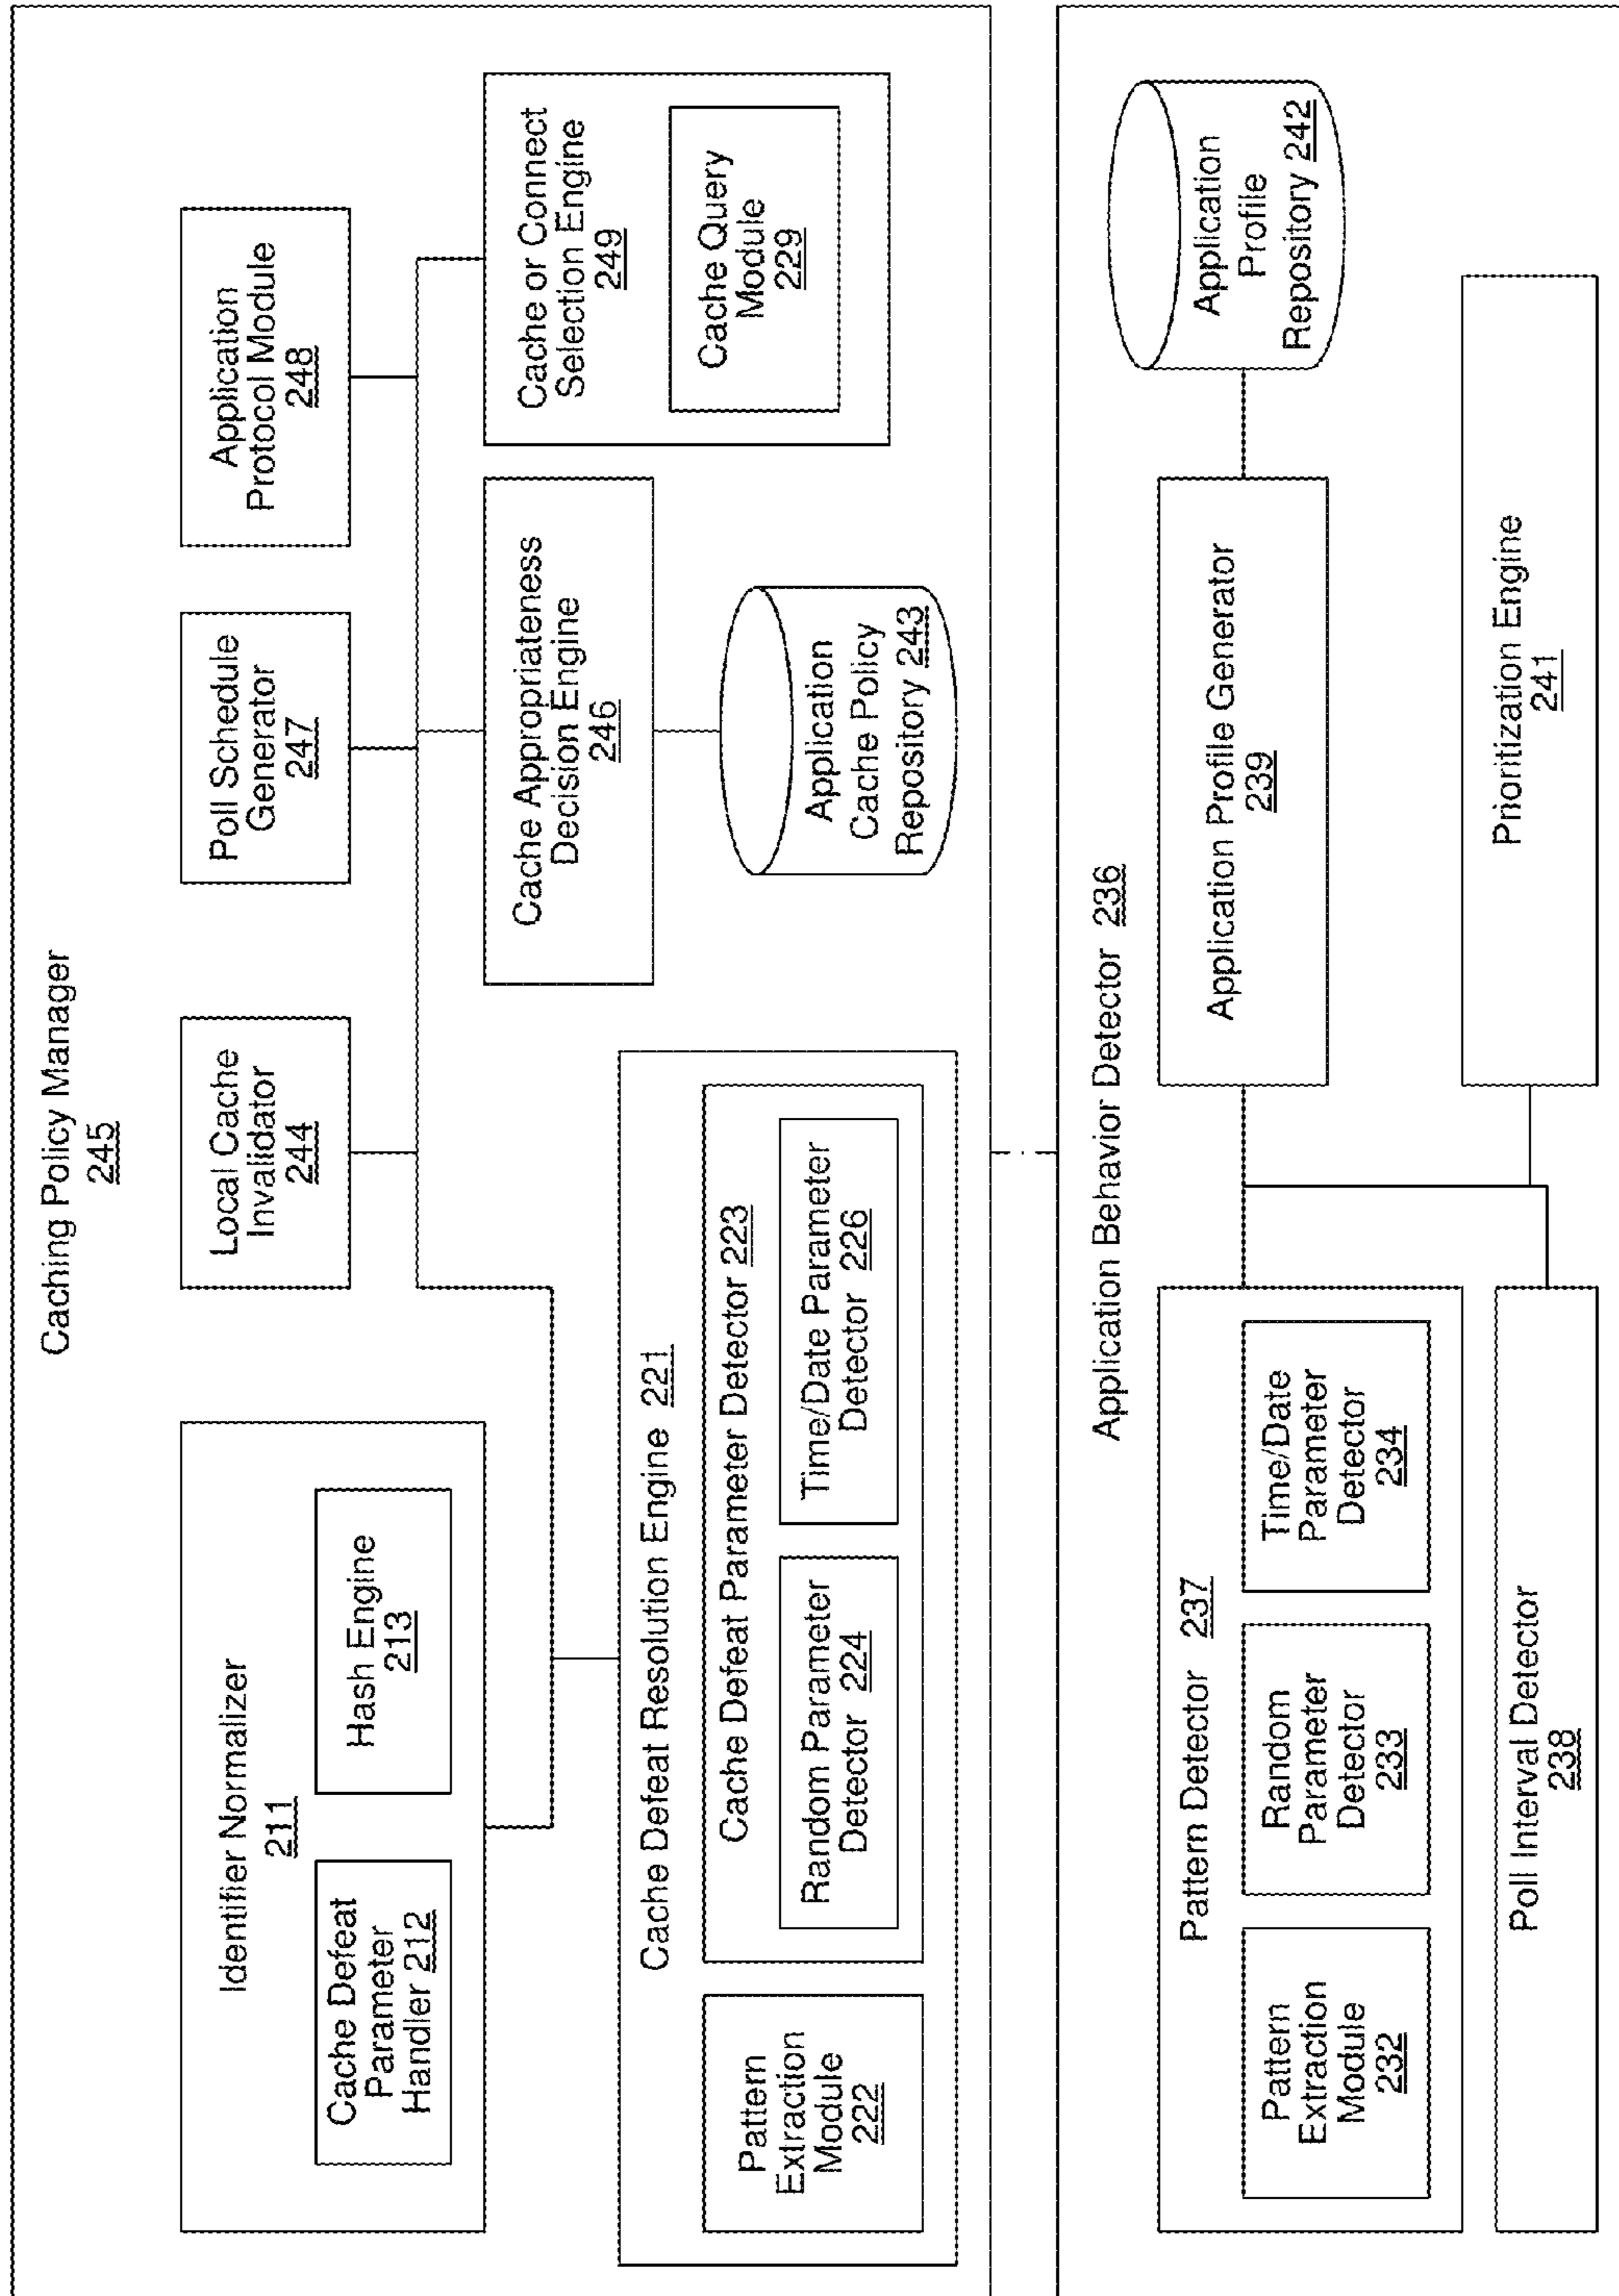 Caching Policy Manager
245
Identifier Normalizer
211
Cache Defeat
Parameter
Handler 212
Hash Engine
213
Local Cache
Invalidator
244
Poll Schedule
Generator
247
Application
Protocol Module
248
Cache Appropriateness
Decision Engine
246
Application
Cache Policy
Repository 243
Cache or Connect
Selection Engine
249
Cache Query
Module
229
Cache Defeat Resolution Engine 221
Pattern
Extraction
Module
222
Cache Defeat Parameter Detector 223
Random Parameter
Detector 224
Time/Date Parameter
Detector 226
Application Behavior Detector 236
Pattern Detector 237
Pattern
Extraction
Module
232
Random
Parameter
Detector
233
Time/Date
Parameter
Detector
234
Poll Interval Detector
238
Application Profile Generator
239
Application
Profile
Repository 242
Prioritization Engine
241